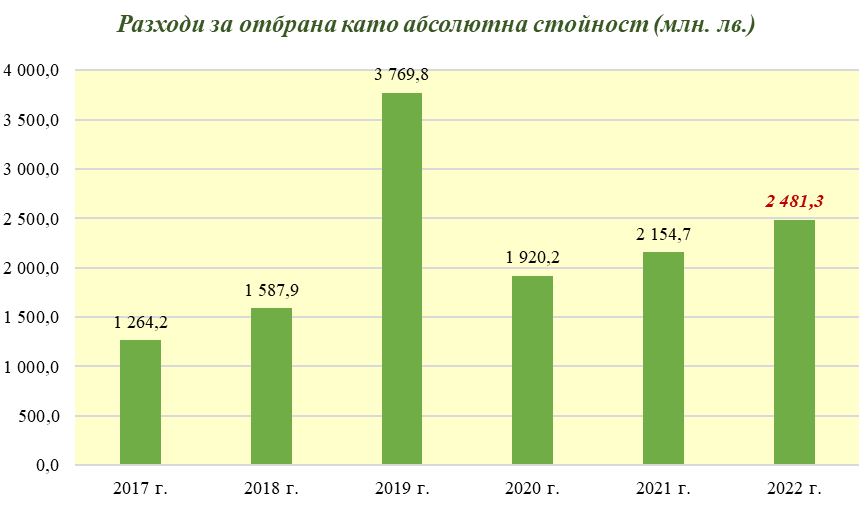 Разходи за отбрана като абсолютна стойност (млн. лв.)
4 000,0
3 500,0
3 000,0
2 500,0
2 000,0
1 500,0
1 000,0
500,0
0,0
1 264,2
1 587,9
3 769,8
1 920,2
2 154,7
2 481,3
2017 г.
2018 г.
2019 г.
2020 г.
2021 г.
2022 г.